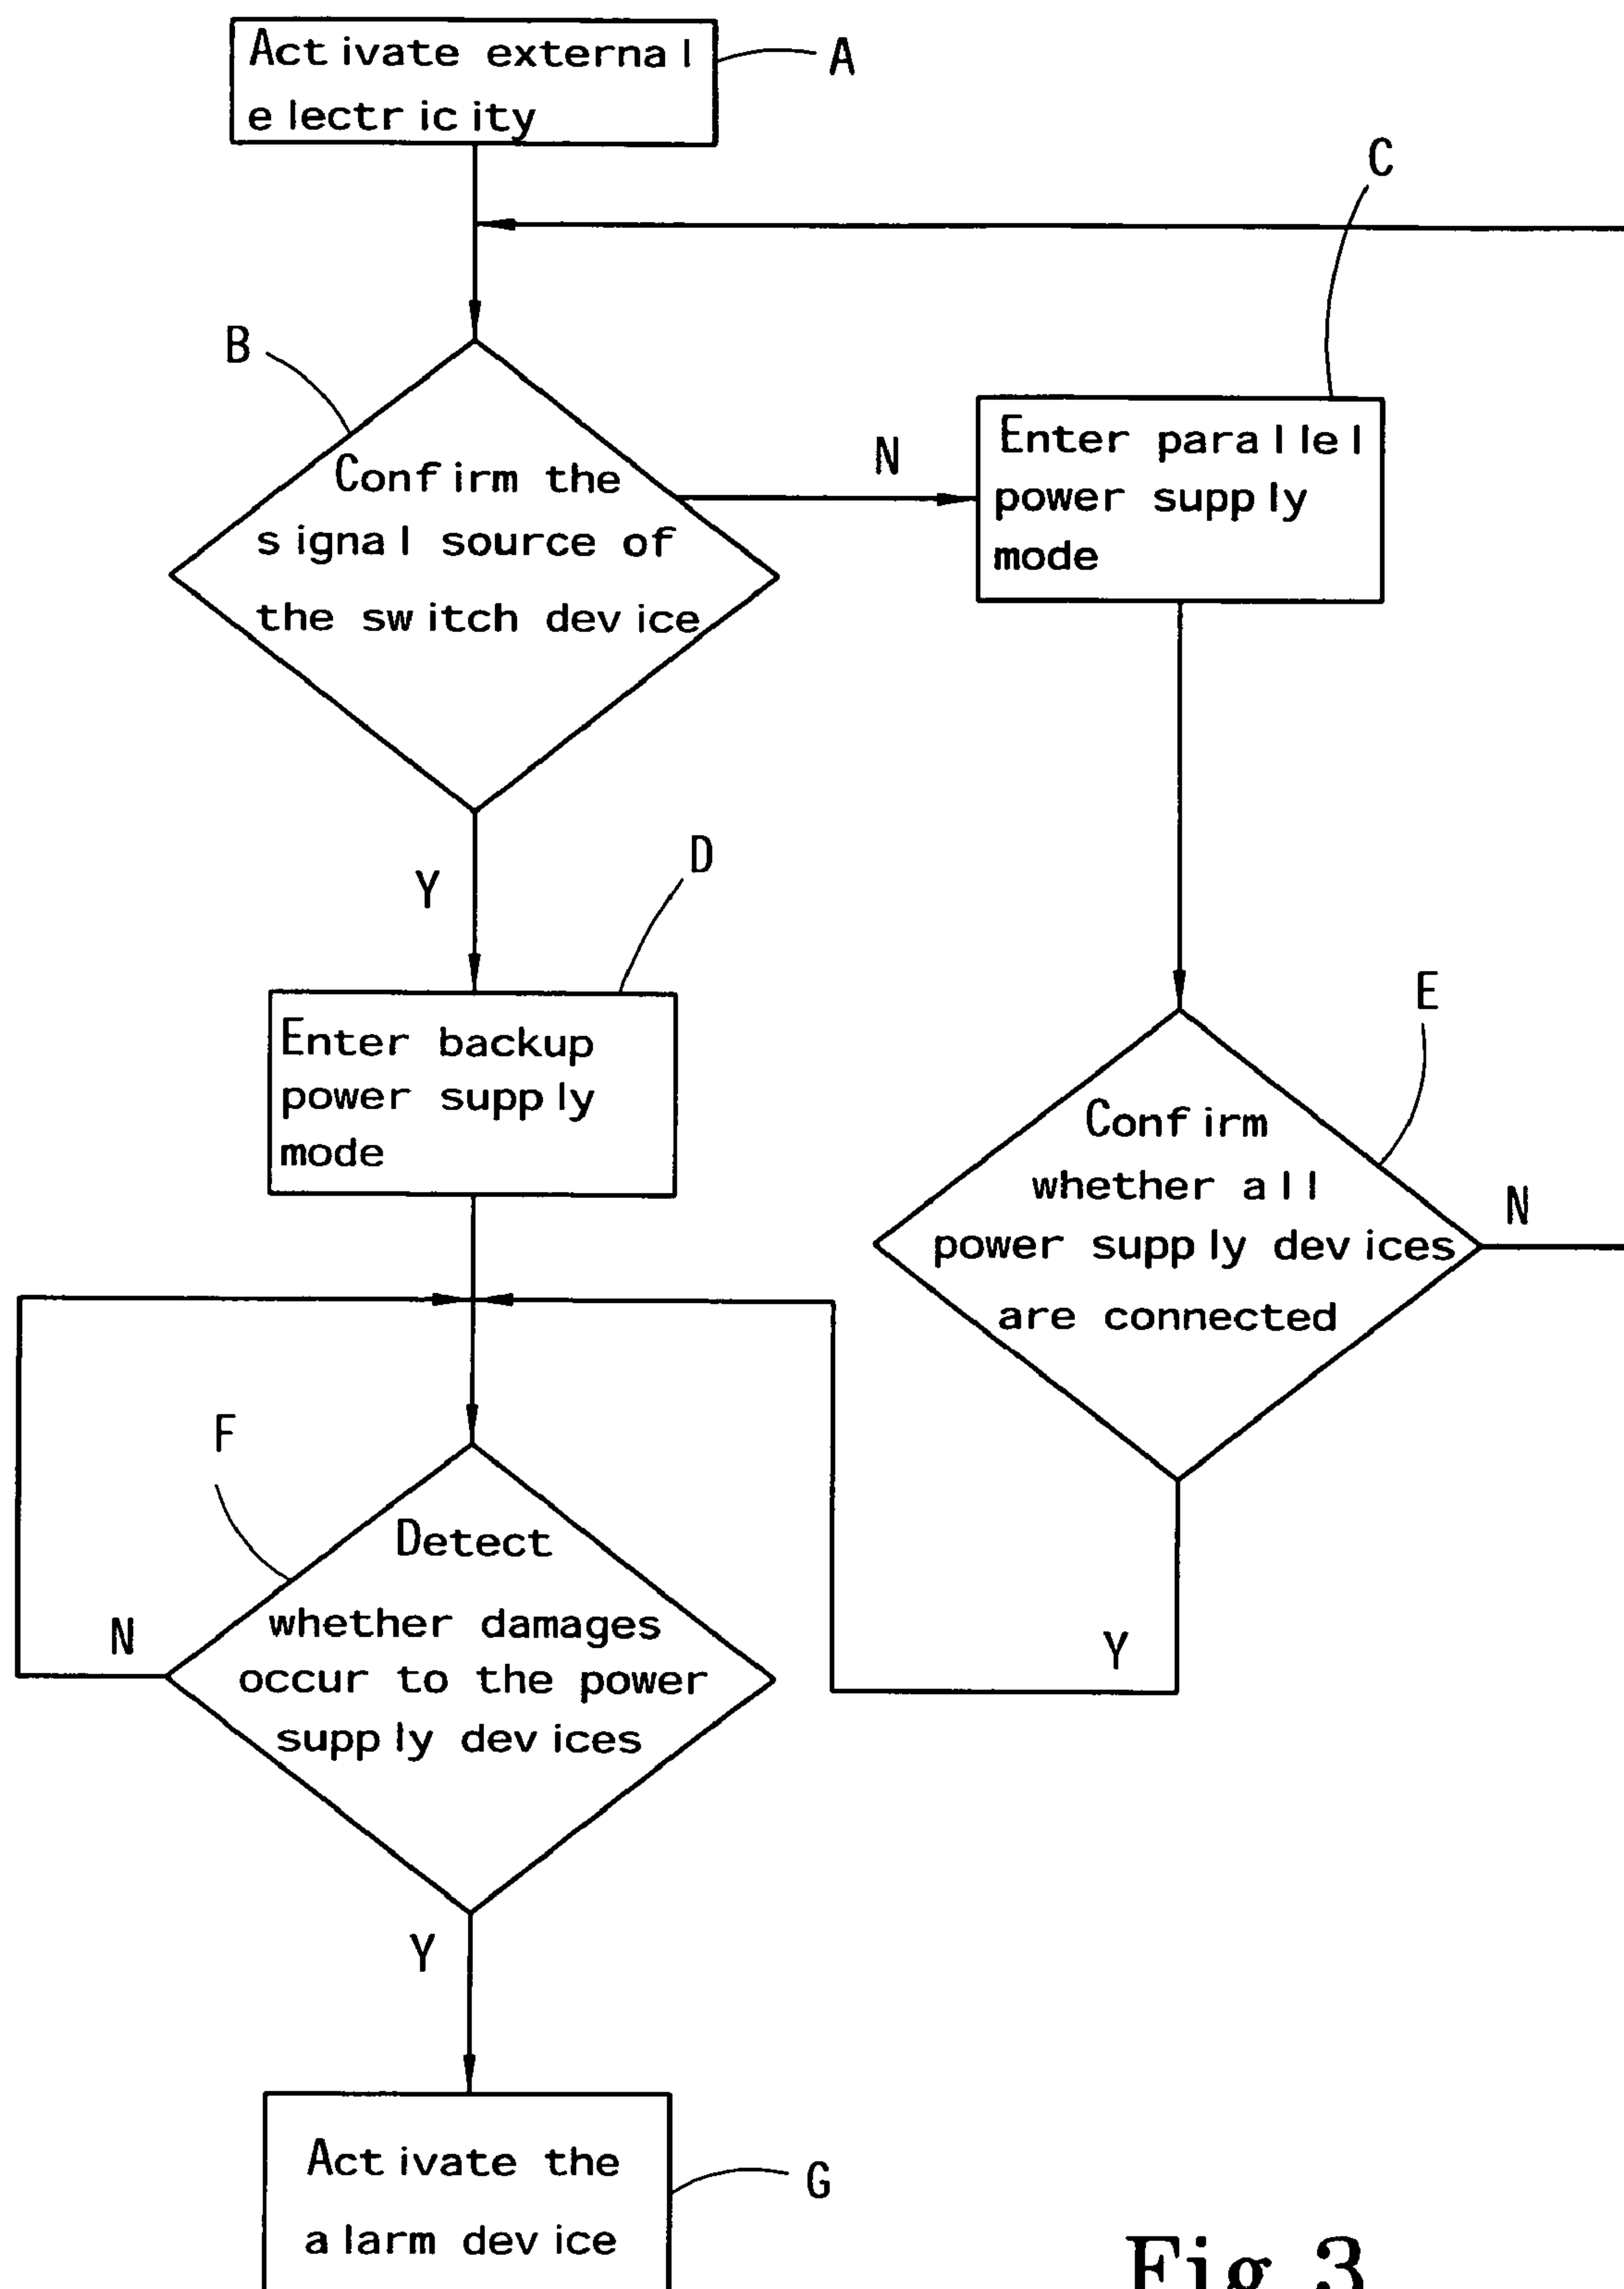 Activate external
electricity
A
C
B
Confirm the
signal source of
the switch device
N
Enter parallel
power supply
mode
Y
D
Enter backup
power supply
mode
E
Confirm
whether all
power supply devices
are connected
N
F
Detect
whether damages
occur to the power
supply devices
N
Y
Y
Activate the
alarm device
G
Fig 3